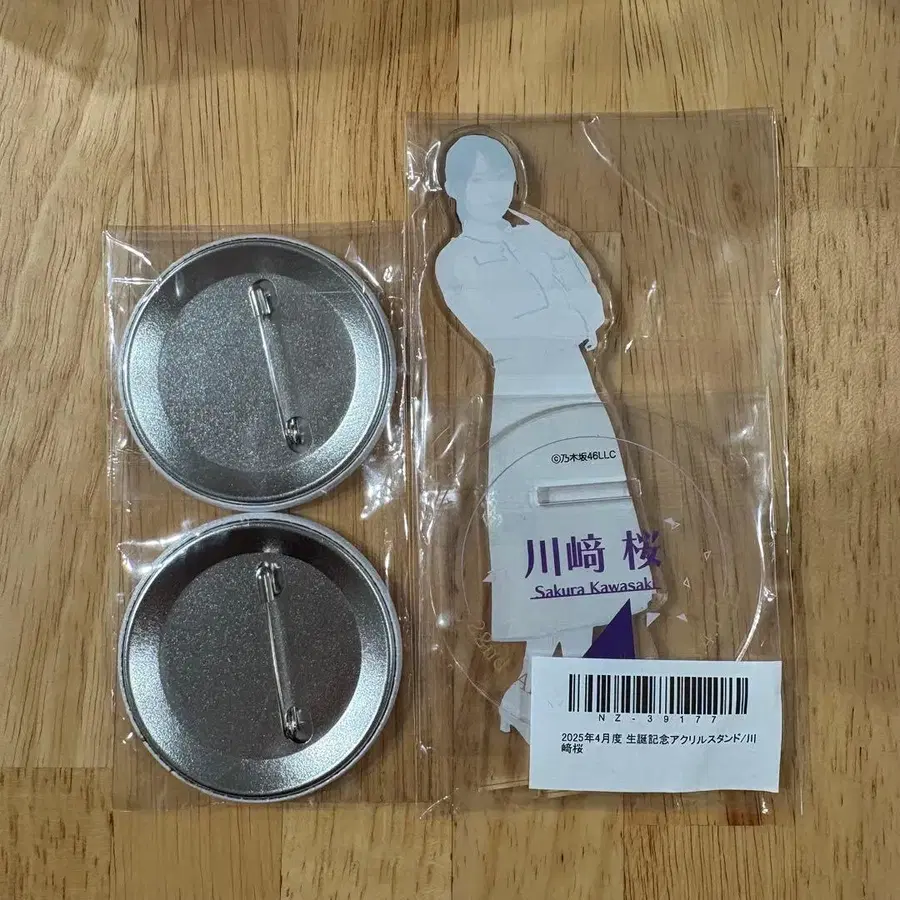 ©乃木坂46LLC
川﨑 桜
Sakura Kawasaki
22nd
NZ-39177
2025年4月度 生誕記念アクリルスタンド/川
﨑桜